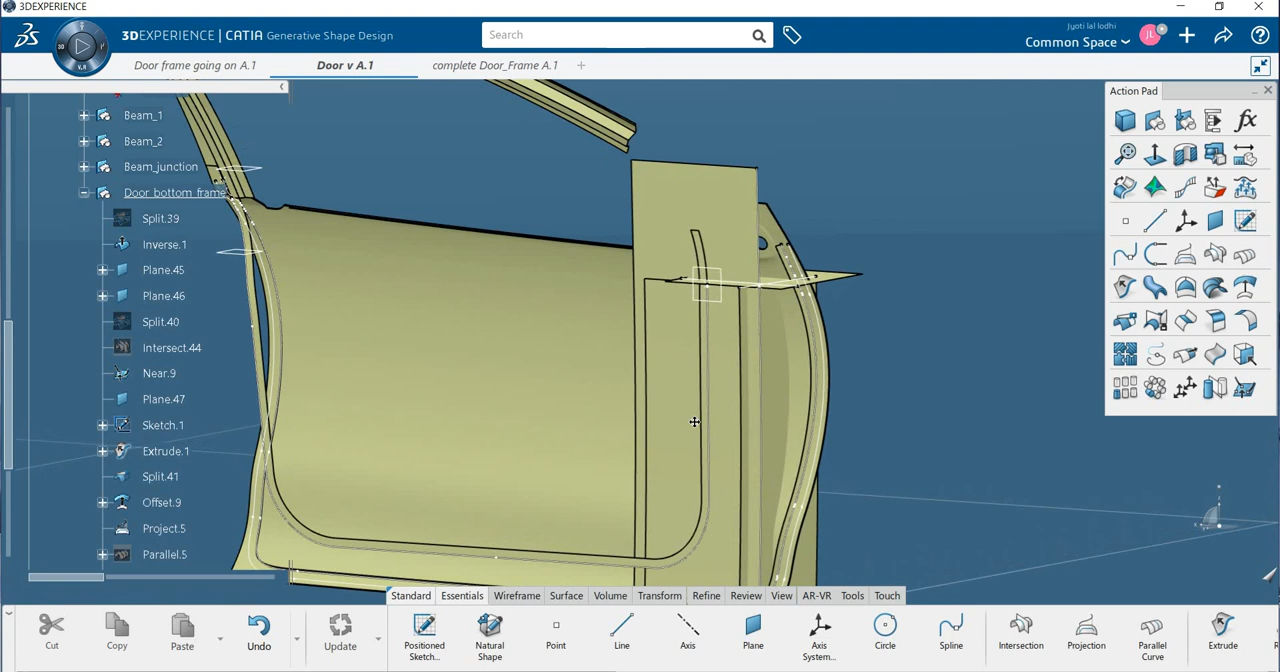 3DEXPERIENCE
3DEXPERIENCE | CATIA Generative Shape Design
Search
Jyoti lal lodhi
Common Space
JL
3D
V.R
Door frame going on A.1
Door v A.1
complete Door_Frame A.1
Action Pad
Beam_1
Beam_2
Beam_junction
Door bottom frame
Split.39
Inverse.1
Plane.45
Plane.46
Split.40
Intersect.44
Near.9
Plane.47
Sketch.1
Extrude.1
Split.41
Offset.9
Project.5
Parallel.5
Standard Essentials Wireframe Surface Volume Transform Refine Review View AR-VR Tools Touch
Cut Copy Paste Undo Update Positioned Sketch... Natural Shape Point Line Axis Plane Axis System... Circle Spline Intersection Projection Parallel Curve Extrude